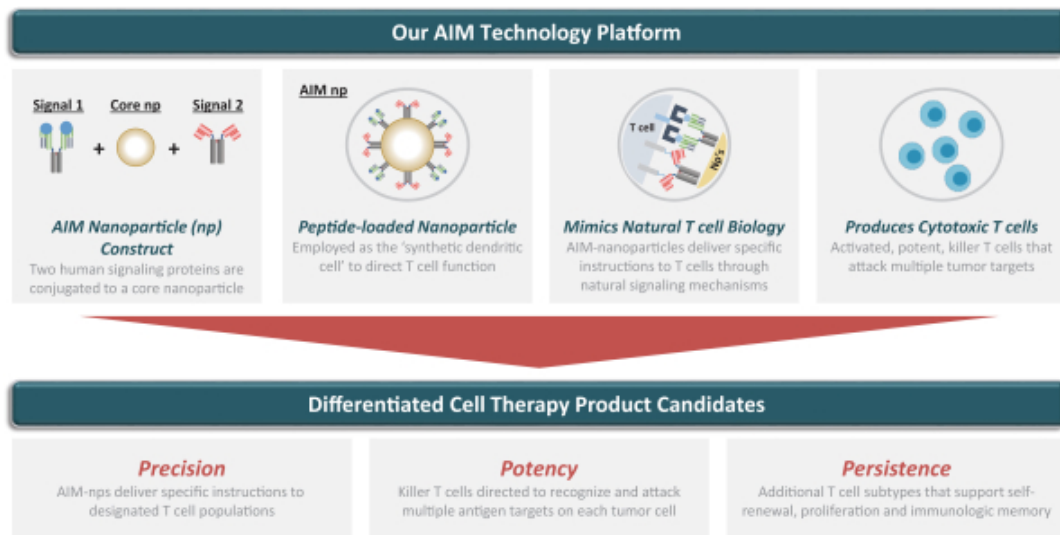 Our AIM Technology Platform
Signal 1
Core np
Signal 2
+
+
AIM Nanoparticle (np)
Construct
Two human signaling proteins are
conjugated to a core nanoparticle
AIM np
Peptide-loaded Nanoparticle
Employed as the ‘synthetic dendritic
cell’ to direct T cell function
T cell
Np's
Mimics Natural T cell Biology
AIM-nanoparticles deliver specific
instructions to T cells through
natural signaling mechanisms
Produces Cytotoxic T cells
Activated, potent, killer T cells that
attack multiple tumor targets
Differentiated Cell Therapy Product Candidates
Precision
AIM-nps deliver specific instructions to
designated T cell populations
Potency
Killer T cells directed to recognize and attack
multiple antigen targets on each tumor cell
Persistence
Additional T cell subtypes that support self-
renewal, proliferation and immunologic memory